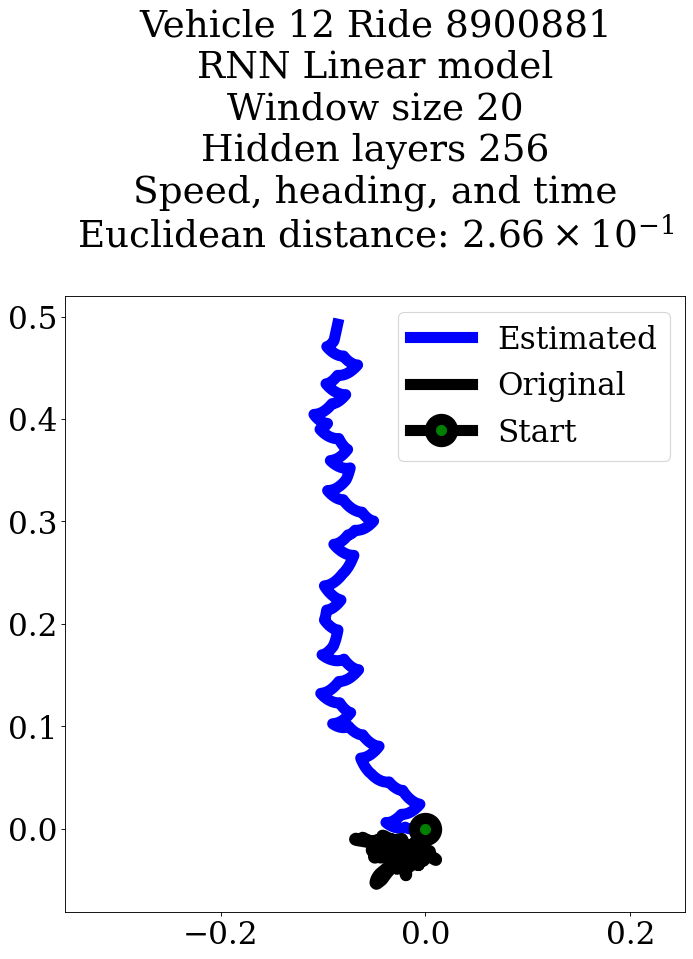 Vehicle 12 Ride 8900881
RNN Linear model
Window size 20
Hidden layers 256
Speed, heading, and time
Euclidean distance: 2.66 × 10⁻¹
Estimated
Original
Start
0.5
0.4
0.3
0.2
0.1
0.0
−0.2
0.0
0.2